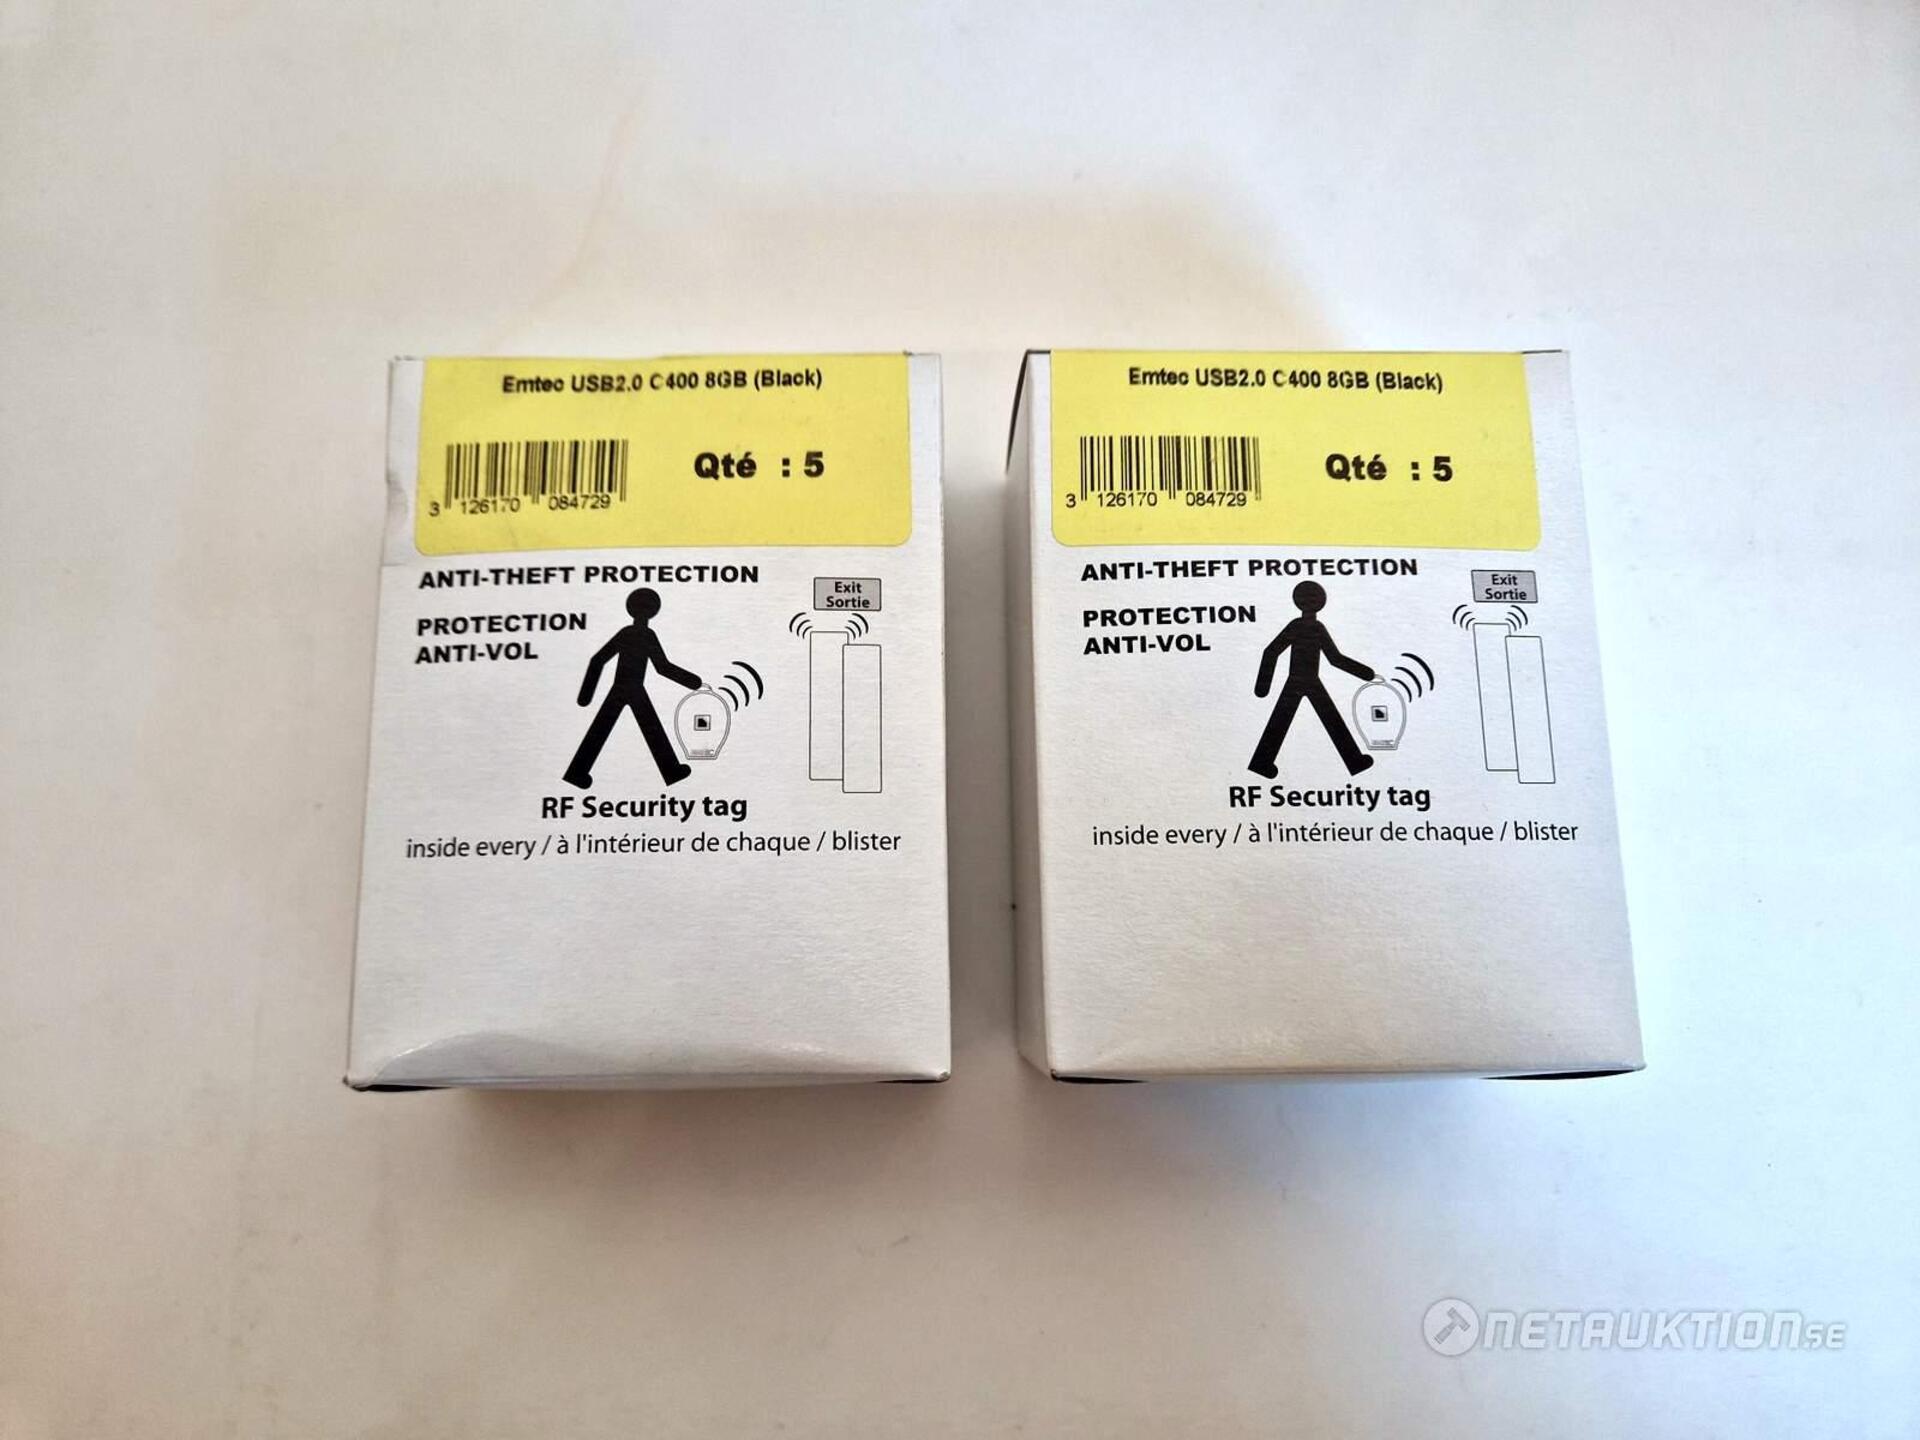 Emtec USB2.0 C400 8GB (Black)
Qté : 5
3 126170 084729
ANTI-THEFT PROTECTION
Exit
Sortie
PROTECTION
ANTI-VOL
RF Security tag
inside every / à l'intérieur de chaque / blister
Emtec USB2.0 C400 8GB (Black)
Qté : 5
3 126170 084729
ANTI-THEFT PROTECTION
Exit
Sortie
PROTECTION
ANTI-VOL
RF Security tag
inside every / à l'intérieur de chaque / blister
NETAUKTION.SE